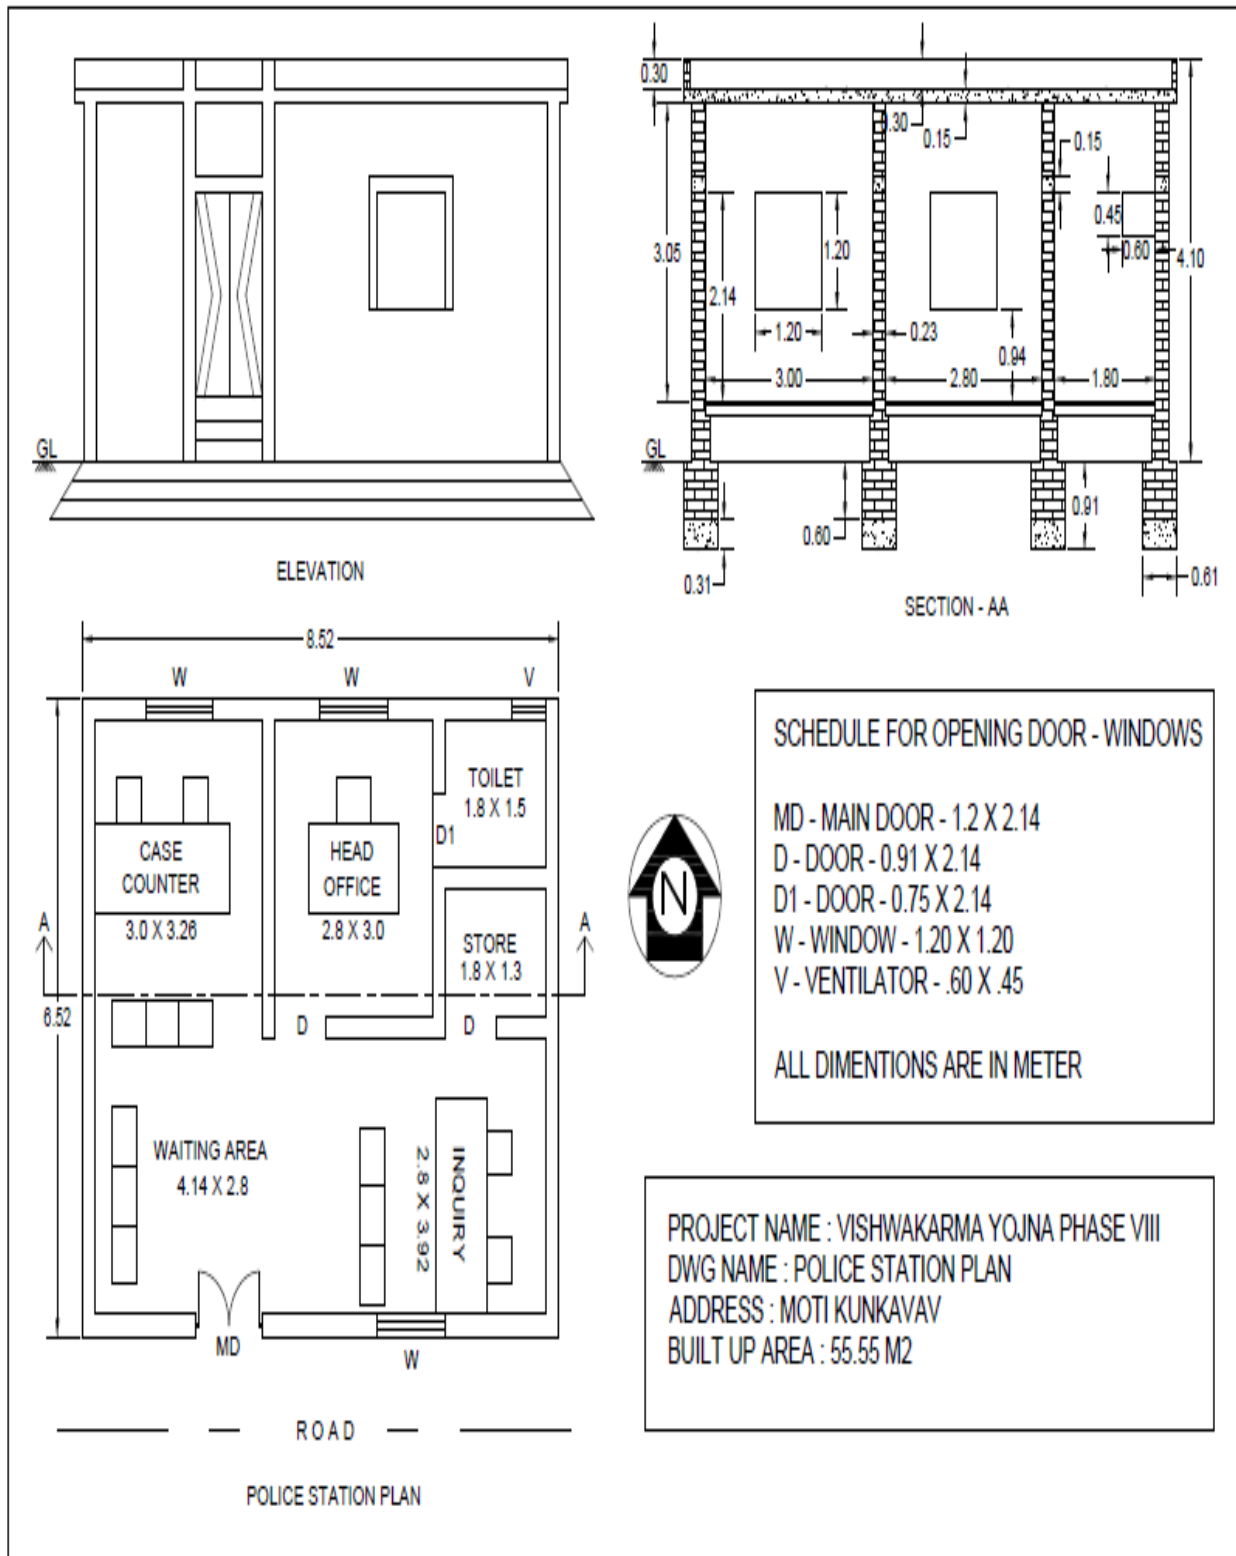 0.30
0.30
0.15
0.15
3.05
2.14
1.20
0.45
0.60
4.10
1.20
0.23
0.94
3.00
2.80
1.80
GL
GL
0.60
0.91
0.31
0.61
ELEVATION
SECTION - AA
8.52
W
W
V
TOILET
1.8 X 1.5
D1
CASE
COUNTER
3.0 X 3.26
HEAD
OFFICE
2.8 X 3.0
A
A
STORE
1.8 X 1.3
6.52
D
D
WAITING AREA
4.14 X 2.8
INQUIRY
2.8 X 3.92
MD
W
R O A D
POLICE STATION PLAN
N
SCHEDULE FOR OPENING DOOR - WINDOWS
MD - MAIN DOOR - 1.2 X 2.14
D - DOOR - 0.91 X 2.14
D1 - DOOR - 0.75 X 2.14
W - WINDOW - 1.20 X 1.20
V - VENTILATOR - .60 X .45
ALL DIMENTIONS ARE IN METER
PROJECT NAME : VISHWAKARMA YOJNA PHASE VIII
DWG NAME : POLICE STATION PLAN
ADDRESS : MOTI KUNKAVAV
BUILT UP AREA : 55.55 M2